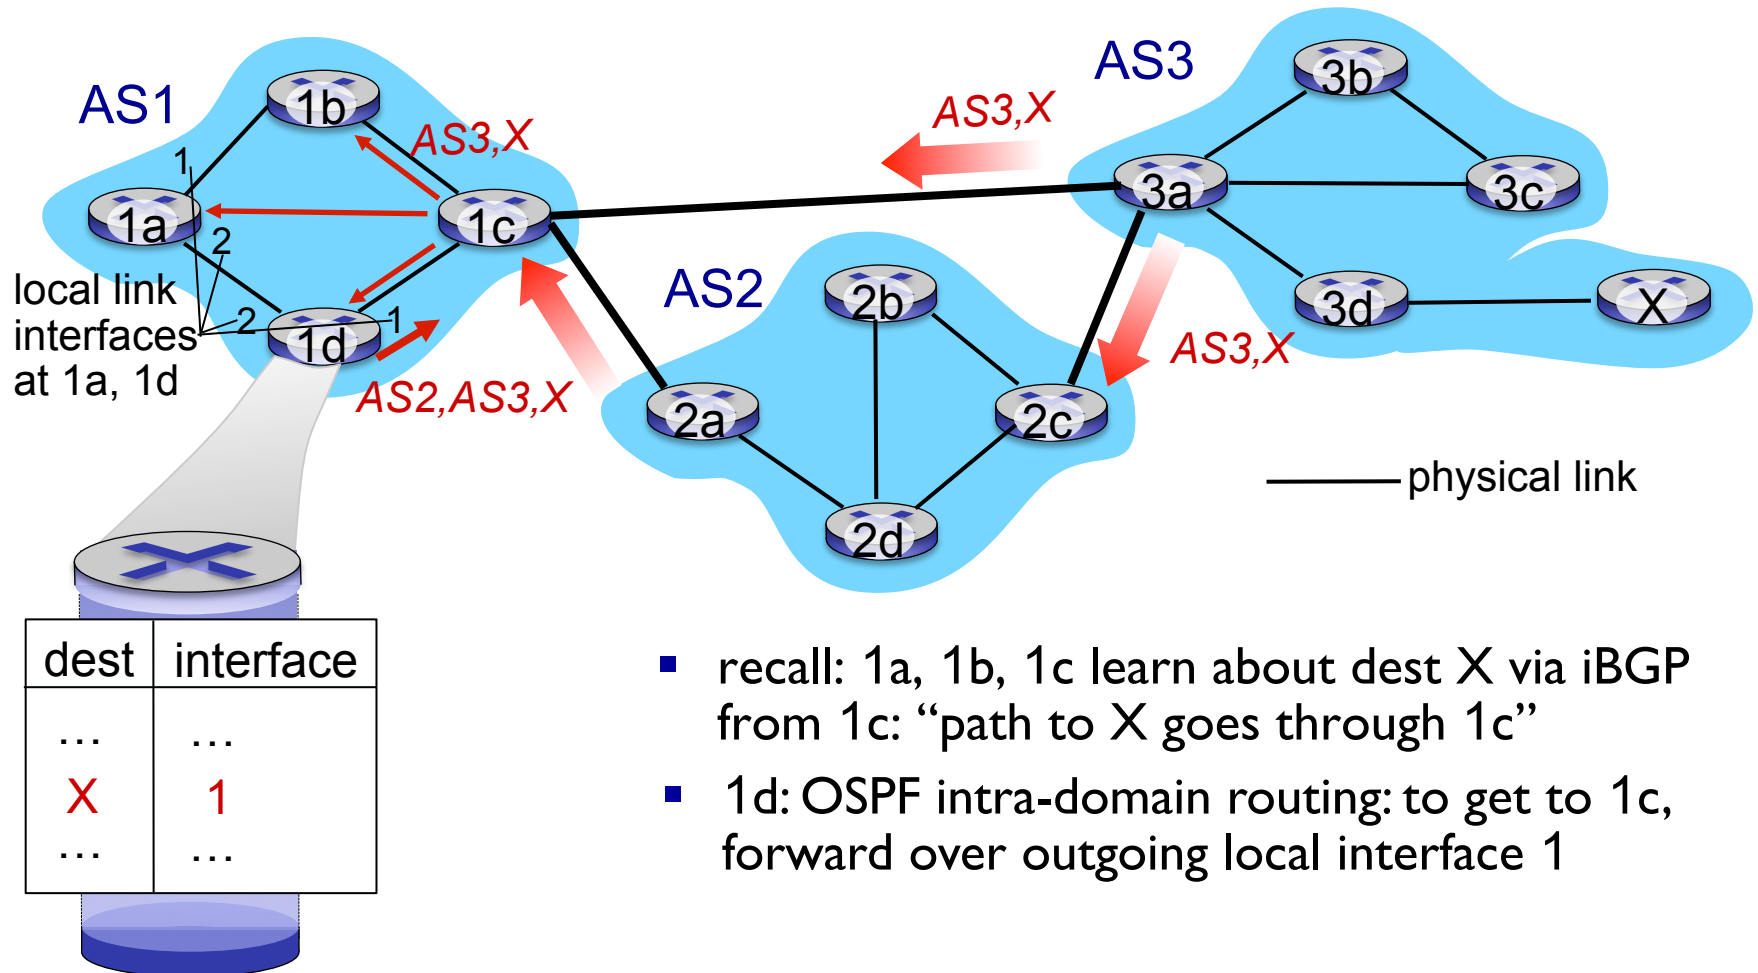 AS1
1b
AS3,X
1
1a
2
1c
local link
interfaces
at 1a, 1d
2
1
1d
AS2,AS3,X
AS3,X
AS3
3b
3a
3c
3d
X
AS3,X
AS2
2b
2a
2c
2d
physical link
dest interface
... ...
X 1
... ...
▪ recall: 1a, 1b, 1c learn about dest X via iBGP
from 1c: “path to X goes through 1c”
▪ 1d: OSPF intra-domain routing: to get to 1c,
forward over outgoing local interface 1